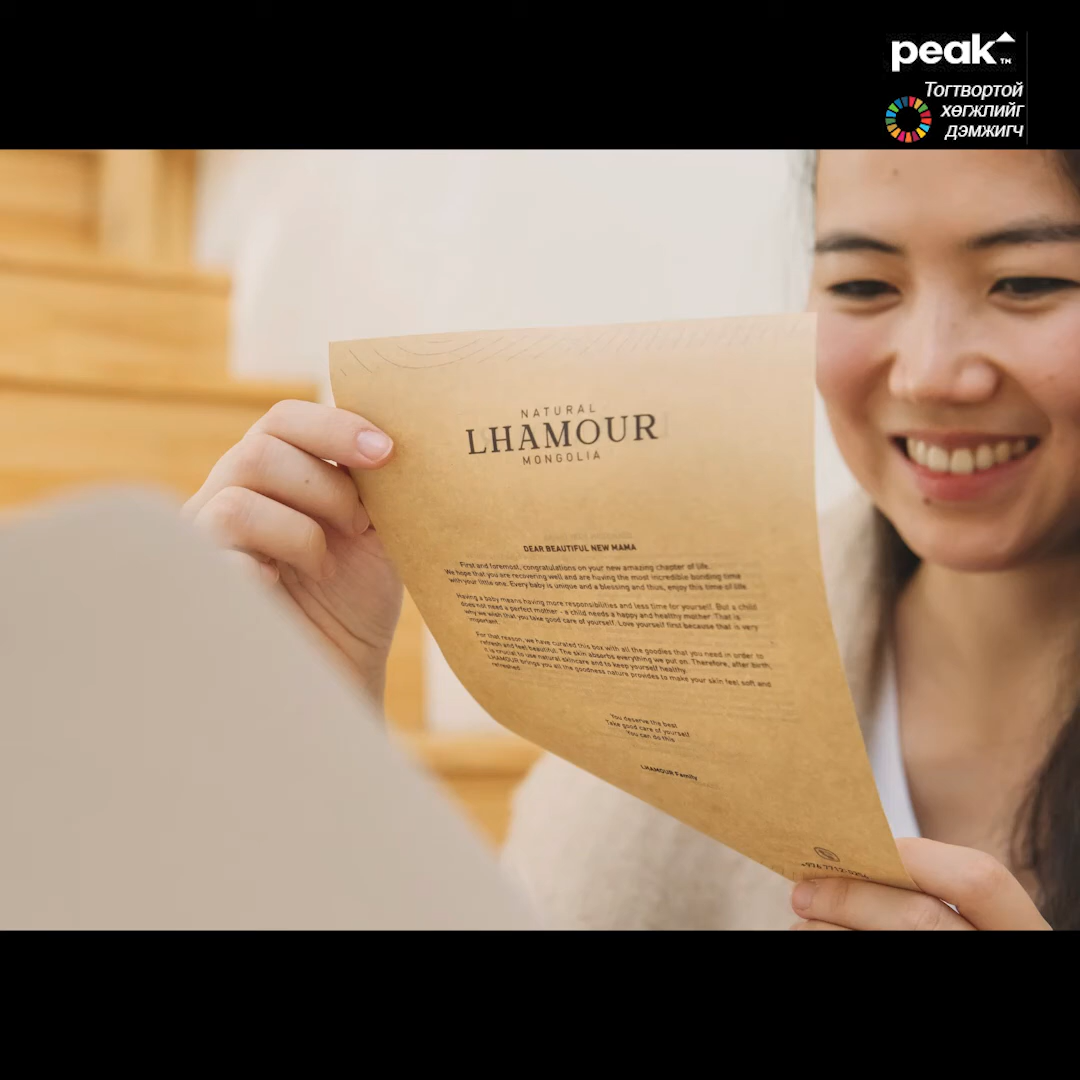 peak
TM
Тогтвортой
хөгжлийг
дэмжигч
NATURAL
LHAMOUR
MONGOLIA
DEAR BEAUTIFUL NEW MAMA
First and foremost, congratulations on your new amazing chapter of life.
We hope that you are recovering well and are having the most incredible bonding time
with your little one. Every baby is unique and a blessing and thus, enjoy this time of life.
Having a baby means having more responsibilities and less time for yourself. But a child
does not need a perfect mother - a child needs a happy and healthy mother. That is
why we wish that you take good care of yourself. Love yourself first because that is very
important.
For that reason, we have curated this box with all the goodies that you need in order to
refresh and feel beautiful. The skin absorbs everything we put on. Therefore, after birth,
it is crucial to use natural skincare and to keep yourself healthy.
LHAMOUR brings you all the goodness nature provides to make your skin feel soft and
refreshed.
You deserve the best
Take good care of yourself
You can do this
LHAMOUR Family